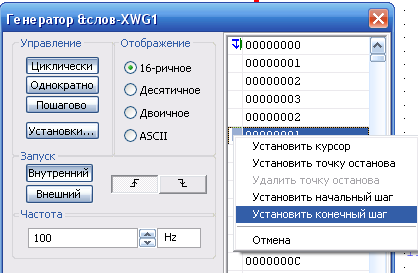 Генератор &слов-XWG1
Управление
Циклически
Однократно
Пошагово
Установки...
Отображение
16-ричное
Десятичное
Двоичное
ASCII
Запуск
Внутренний
Внешний
Частота
100
Hz
00000000
00000001
00000002
00000003
00000002
00000001
Установить курсор
Установить точку останова
Удалить точку останова
Установить начальный шаг
Установить конечный шаг
Отмена
0000000C